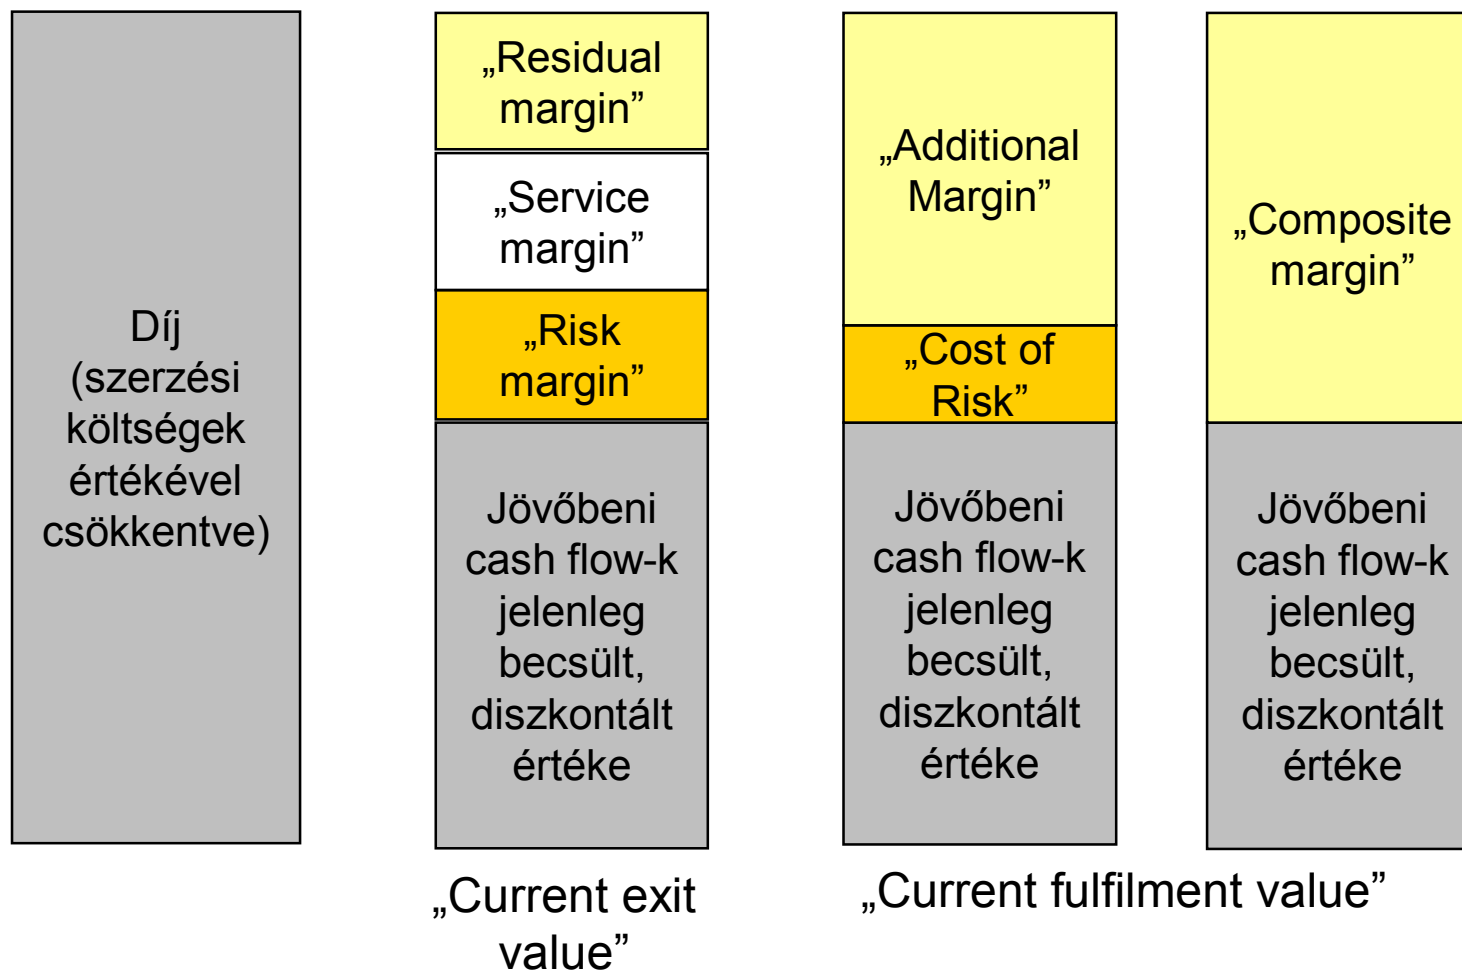 Díj
(szerzési
költségek
értékével
csökkentve)
„Residual
margin”
„Service
margin”
„Risk
margin”
Jövőbeni
cash flow-k
jelenleg
becsült,
diszkontált
értéke
„Current exit
value”
„Additional
Margin”
„Cost of
Risk”
Jövőbeni
cash flow-k
jelenleg
becsült,
diszkontált
értéke
„Composite
margin”
Jövőbeni
cash flow-k
jelenleg
becsült,
diszkontált
értéke
„Current fulfilment value”